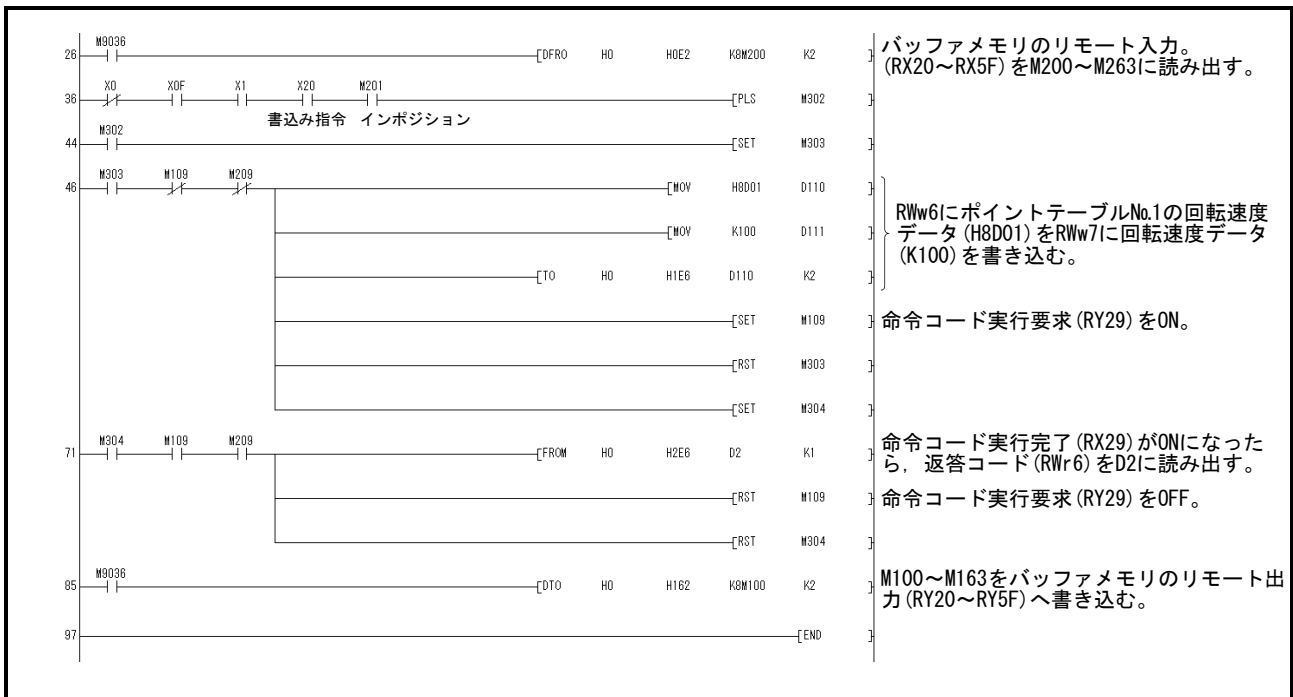 26 M9036 [DFRO H0 H0E2 K8M200 K2 ]
バッファメモリのリモート入力。
(RX20～RX5F)をM200～M263に読み出す。
36 X0 X0F X1 X20 M201 [PLS M302 ]
書込み指令 インポジション
44 M302 [SET M303 ]
46 M303 M109 M209 [MOV H8D01 D110 ]
[MOV K100 D111 ]
[TO H0 H1E6 D110 K2 ]
RWw6にポイントテーブル№1の回転速度
データ(H8D01)をRWw7に回転速度データ
(K100)を書き込む。
[SET M109 ] 命令コード実行要求(RY29)をON。
[RST M303 ]
[SET M304 ]
71 M304 M109 M209 [FROM H0 H2E6 D2 K1 ]
命令コード実行完了(RX29)がONになった
ら，返答コード(RWr6)をD2に読み出す。
[RST M109 ] 命令コード実行要求(RY29)をOFF。
[RST M304 ]
85 M9036 [DTO H0 H162 K8M100 K2 ]
M100～M163をバッファメモリのリモート出
力(RY20～RY5F)へ書き込む。
97 [END ]